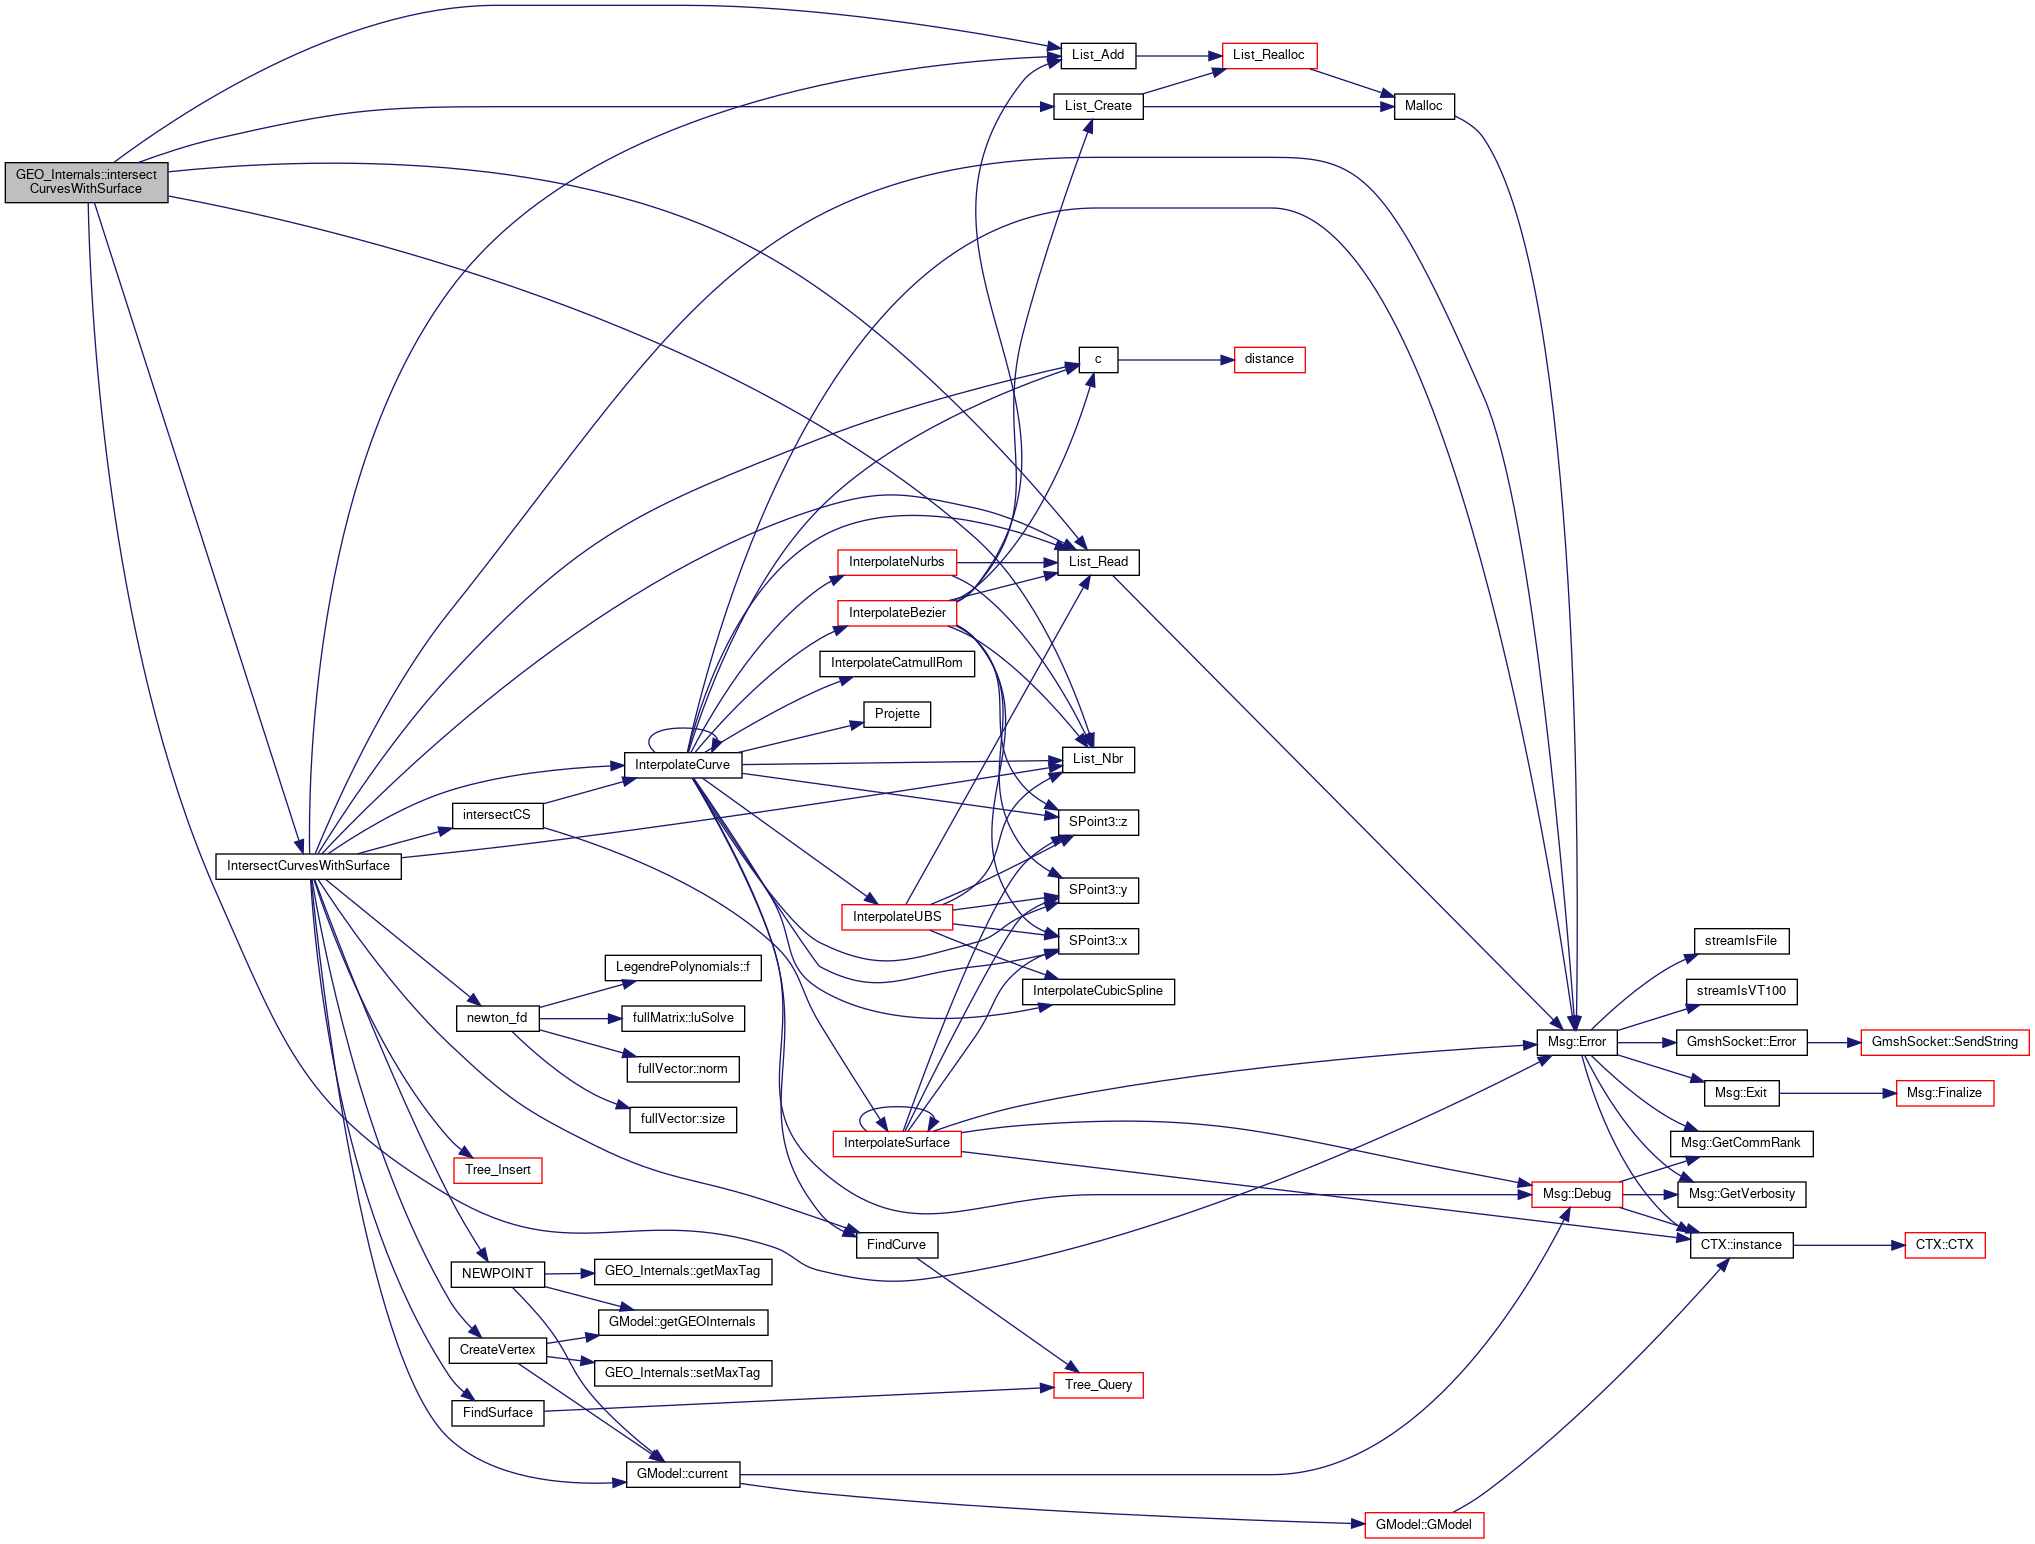 GEO_Internals::intersect
CurvesWithSurface
List_Add
List_Realloc
List_Create
Malloc
c
distance
InterpolateNurbs
List_Read
InterpolateBezier
InterpolateCatmullRom
Projette
InterpolateCurve
List_Nbr
intersectCS
SPoint3::z
IntersectCurvesWithSurface
SPoint3::y
InterpolateUBS
SPoint3::x
streamIsFile
LegendrePolynomials::f
InterpolateCubicSpline
streamIsVT100
newton_fd
fullMatrix::luSolve
Msg::Error
GmshSocket::Error
GmshSocket::SendString
fullVector::norm
Msg::Exit
Msg::Finalize
fullVector::size
InterpolateSurface
Msg::GetCommRank
Tree_Insert
Msg::Debug
Msg::GetVerbosity
FindCurve
CTX::instance
CTX::CTX
NEWPOINT
GEO_Internals::getMaxTag
GModel::getGEOInternals
CreateVertex
GEO_Internals::setMaxTag
Tree_Query
FindSurface
GModel::current
GModel::GModel